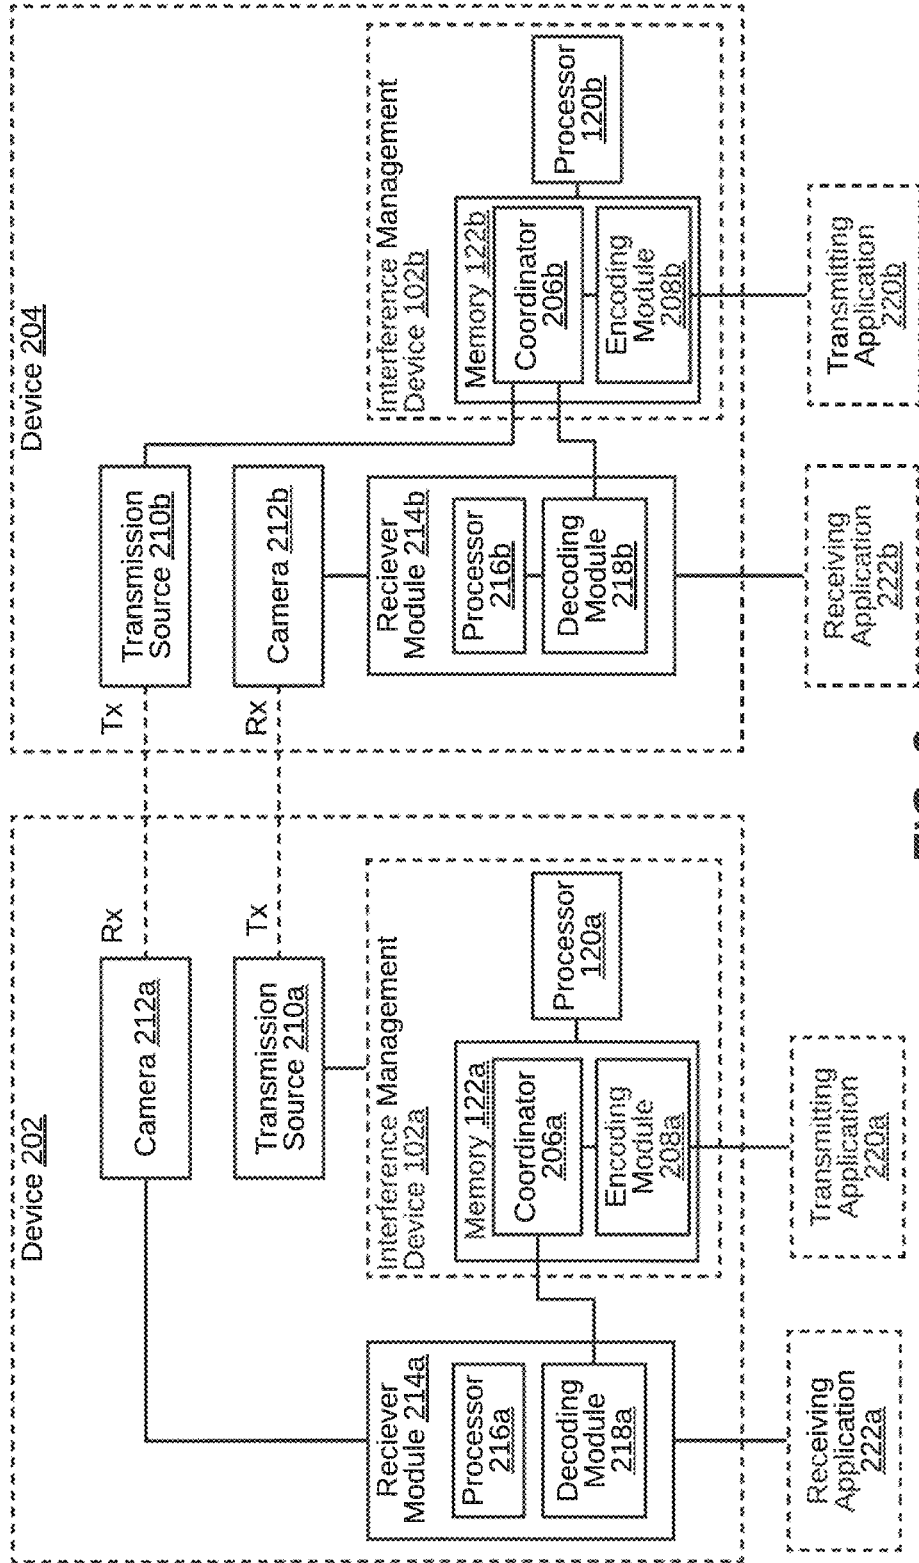 Device 202
Camera 212a
Rx
Transmission
Source 210a
Tx
Reciever
Module 214a
Processor
216a
Decoding
Module
218a
Interference Management
Device 102a
Memory 122a
Coordinator
206a
Encoding
Module
208a
Processor
120a
Receiving
Application
222a
Transmitting
Application
220a
Device 204
Tx
Transmission
Source 210b
Rx
Camera 212b
Reciever
Module 214b
Processor
216b
Decoding
Module
218b
Interference Management
Device 102b
Memory 122b
Coordinator
206b
Encoding
Module
208b
Processor
120b
Receiving
Application
222b
Transmitting
Application
220b